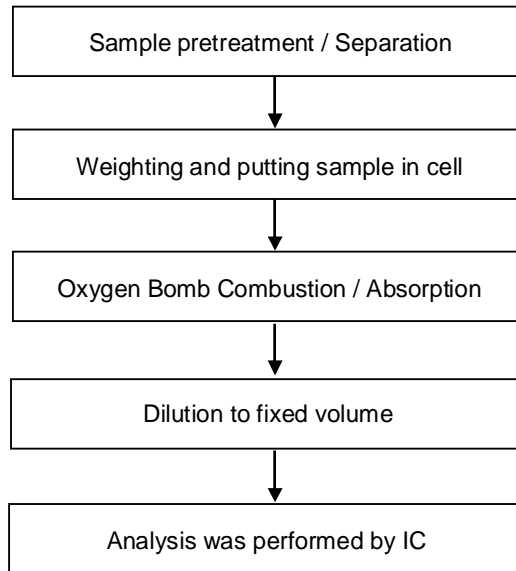 Sample pretreatment / Separation
Weighting and putting sample in cell
Oxygen Bomb Combustion / Absorption
Dilution to fixed volume
Analysis was performed by IC